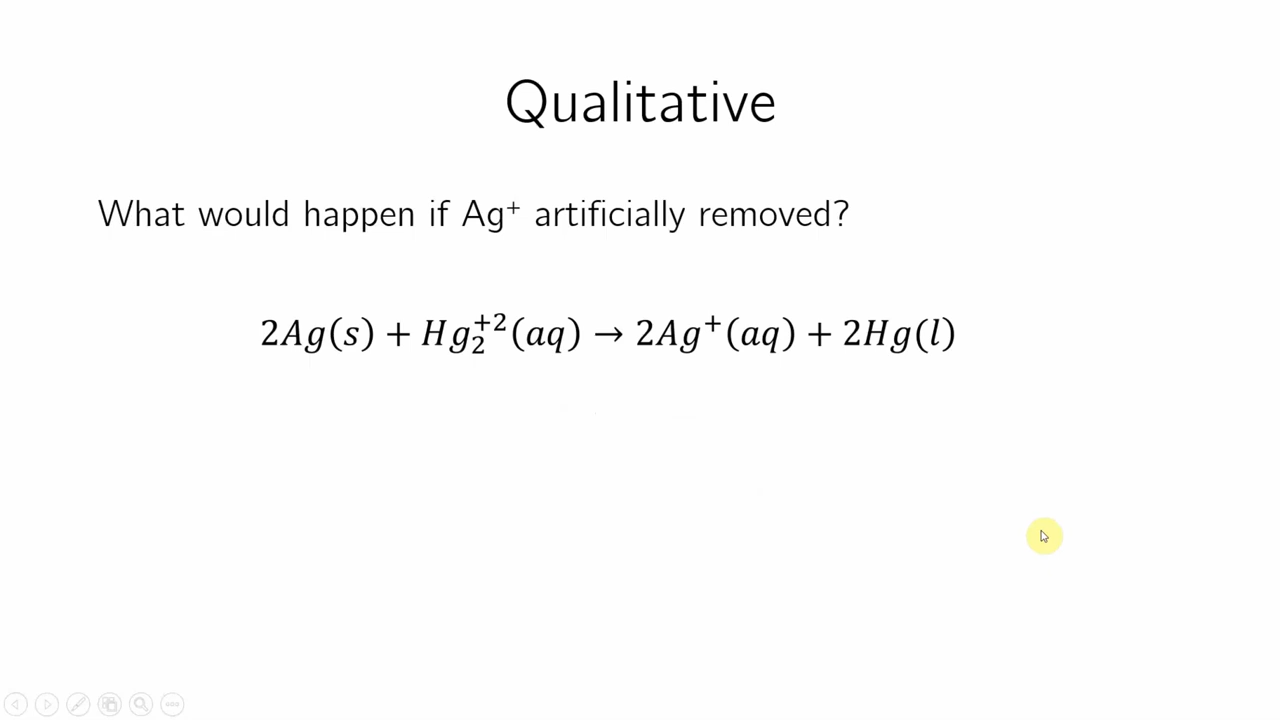 Qualitative
What would happen if Ag⁺ artificially removed?
2Ag(s) + Hg₂⁺²(aq) → 2Ag⁺(aq) + 2Hg(l)